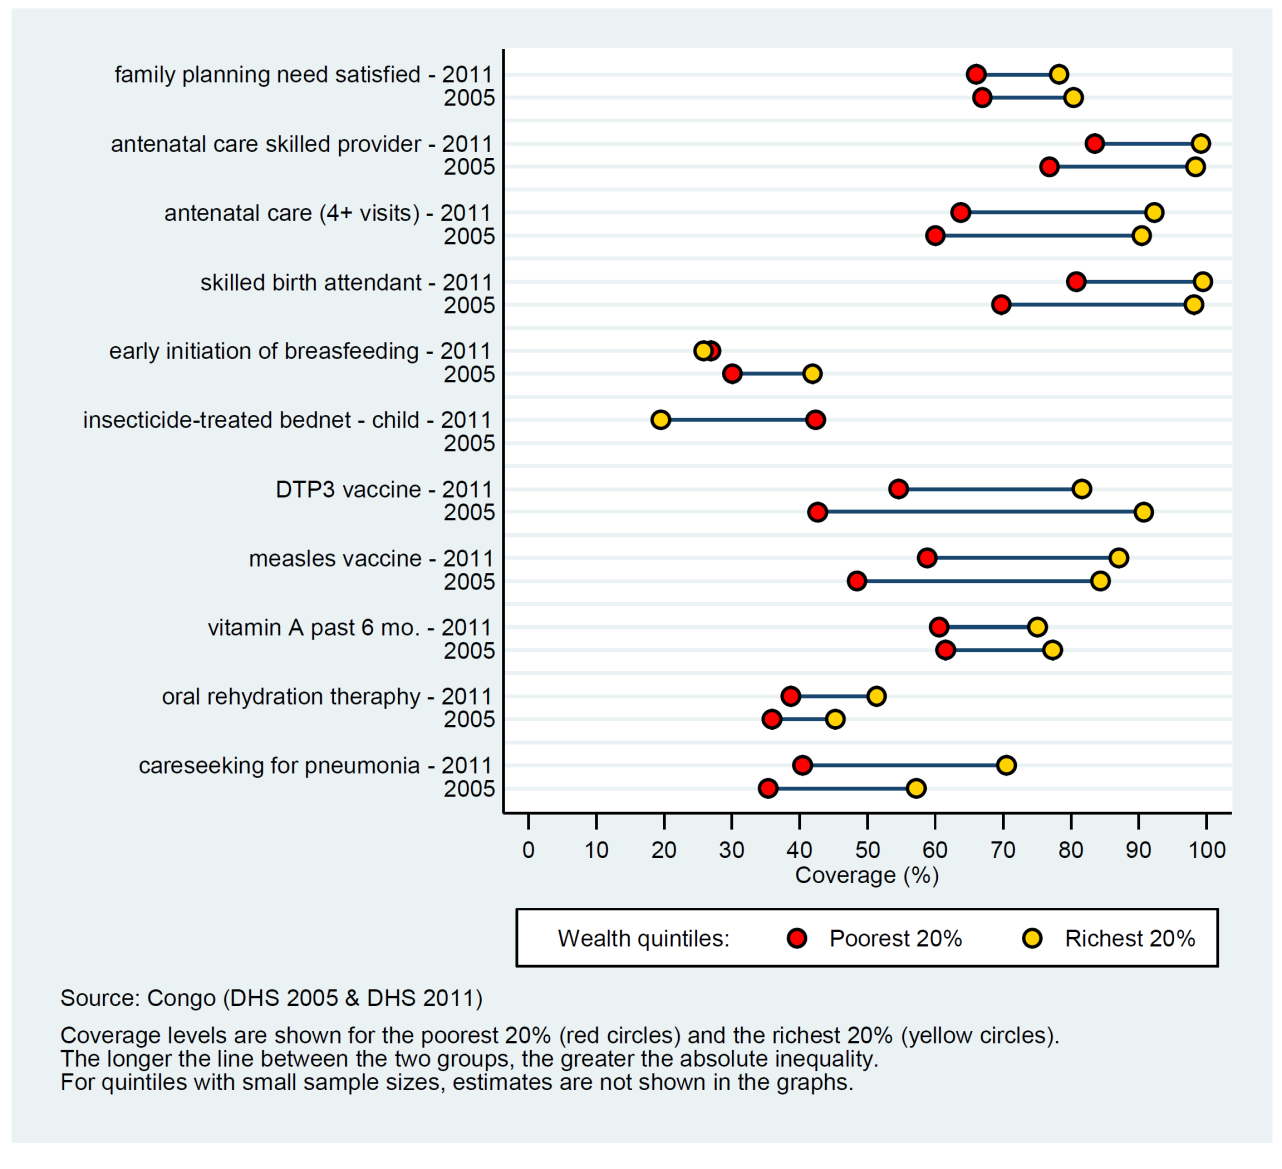 family planning need satisfied - 2011
2005
antenatal care skilled provider - 2011
2005
antenatal care (4+ visits) - 2011
2005
skilled birth attendant - 2011
2005
early initiation of breasfeeding - 2011
2005
insecticide-treated bednet - child - 2011
2005
DTP3 vaccine - 2011
2005
measles vaccine - 2011
2005
vitamin A past 6 mo. - 2011
2005
oral rehydration theraphy - 2011
2005
careseeking for pneumonia - 2011
2005
0 10 20 30 40 50 60 70 80 90 100
Coverage (%)
Wealth quintiles: Poorest 20% Richest 20%
Source: Congo (DHS 2005 & DHS 2011)
Coverage levels are shown for the poorest 20% (red circles) and the richest 20% (yellow circles).
The longer the line between the two groups, the greater the absolute inequality.
For quintiles with small sample sizes, estimates are not shown in the graphs.